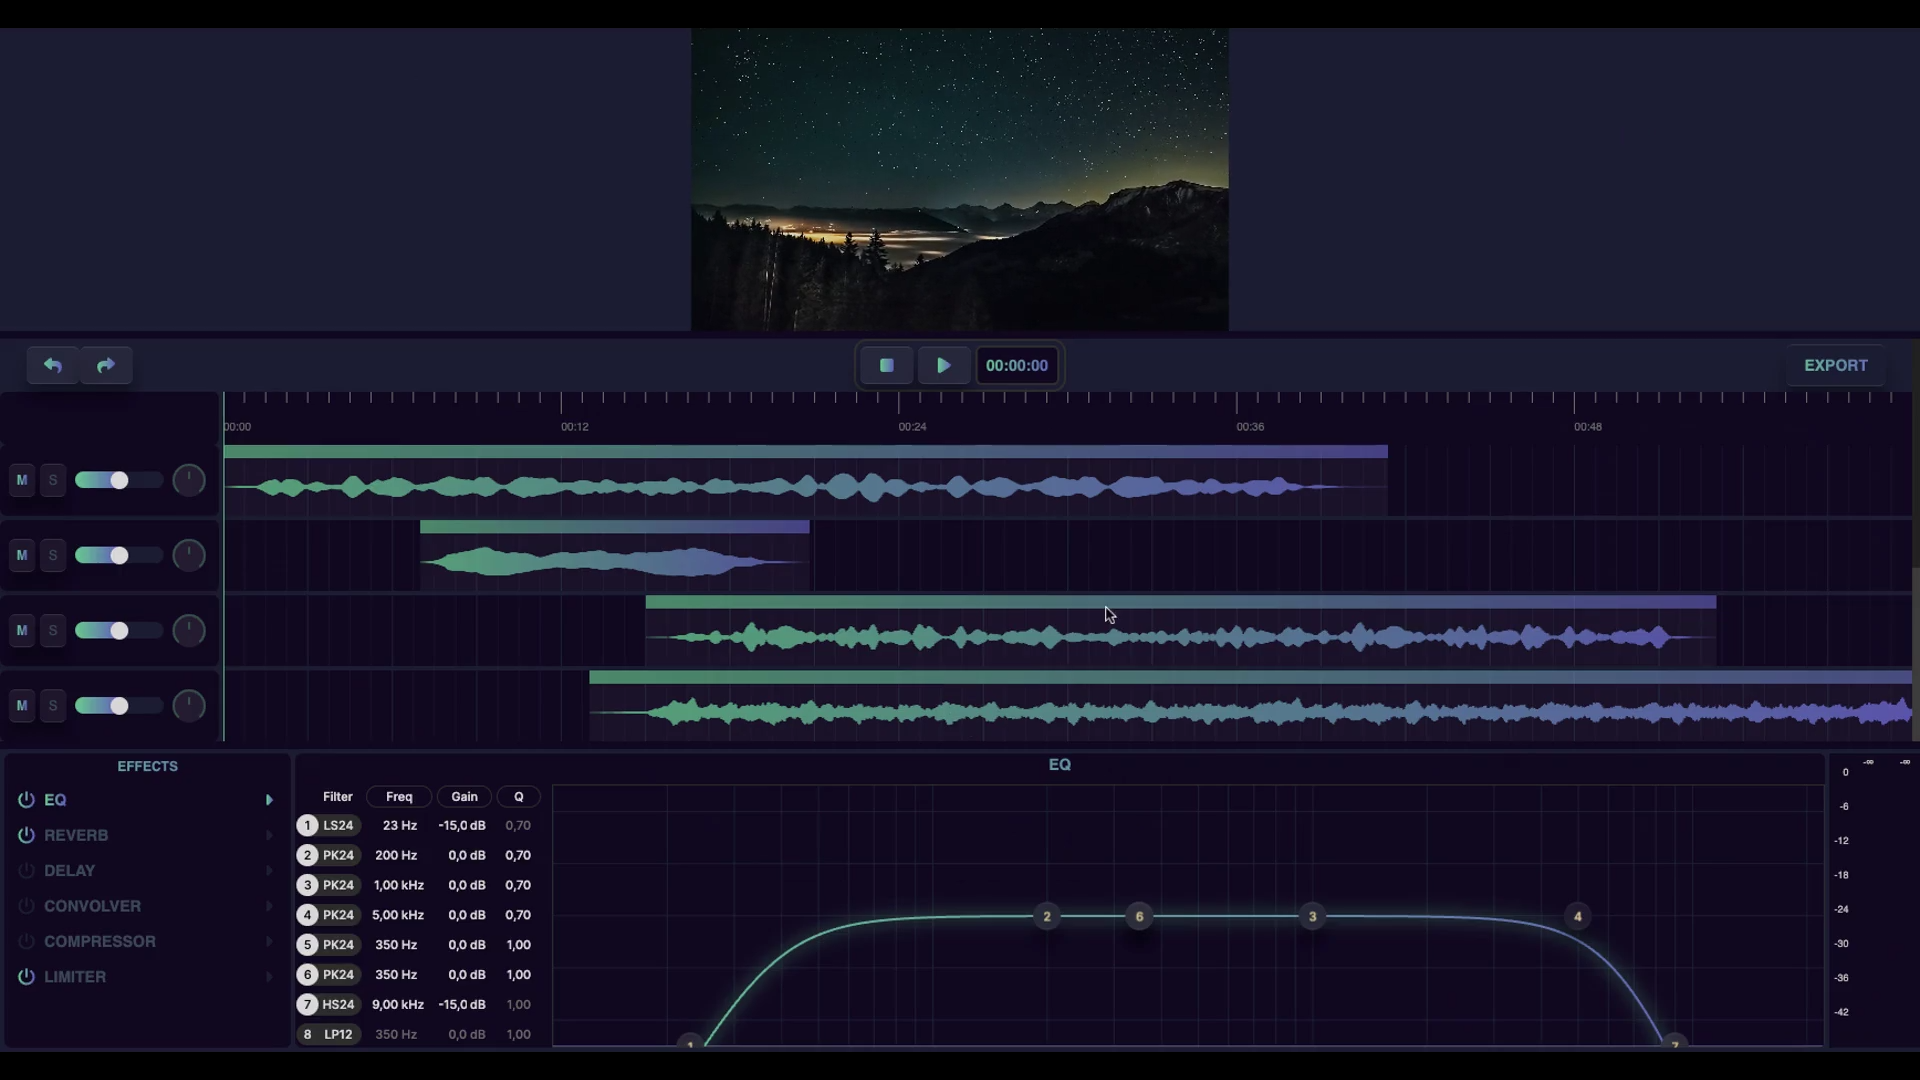 00:00:00
EXPORT
00:00 00:12 00:24 00:36 00:48
M S
M S
M S
M S
EFFECTS
EQ
REVERB
DELAY
CONVOLVER
COMPRESSOR
LIMITER
EQ
Filter Freq Gain Q
1 LS24 23 Hz -15,0 dB 0,70
2 PK24 200 Hz 0,0 dB 0,70
3 PK24 1,00 kHz 0,0 dB 0,70
4 PK24 5,00 kHz 0,0 dB 0,70
5 PK24 350 Hz 0,0 dB 1,00
6 PK24 350 Hz 0,0 dB 1,00
7 HS24 9,00 kHz -15,0 dB 1,00
8 LP12 350 Hz 0,0 dB 1,00
2 6 3 4
1 7
-∞ -∞
0
-6
-12
-18
-24
-30
-36
-42